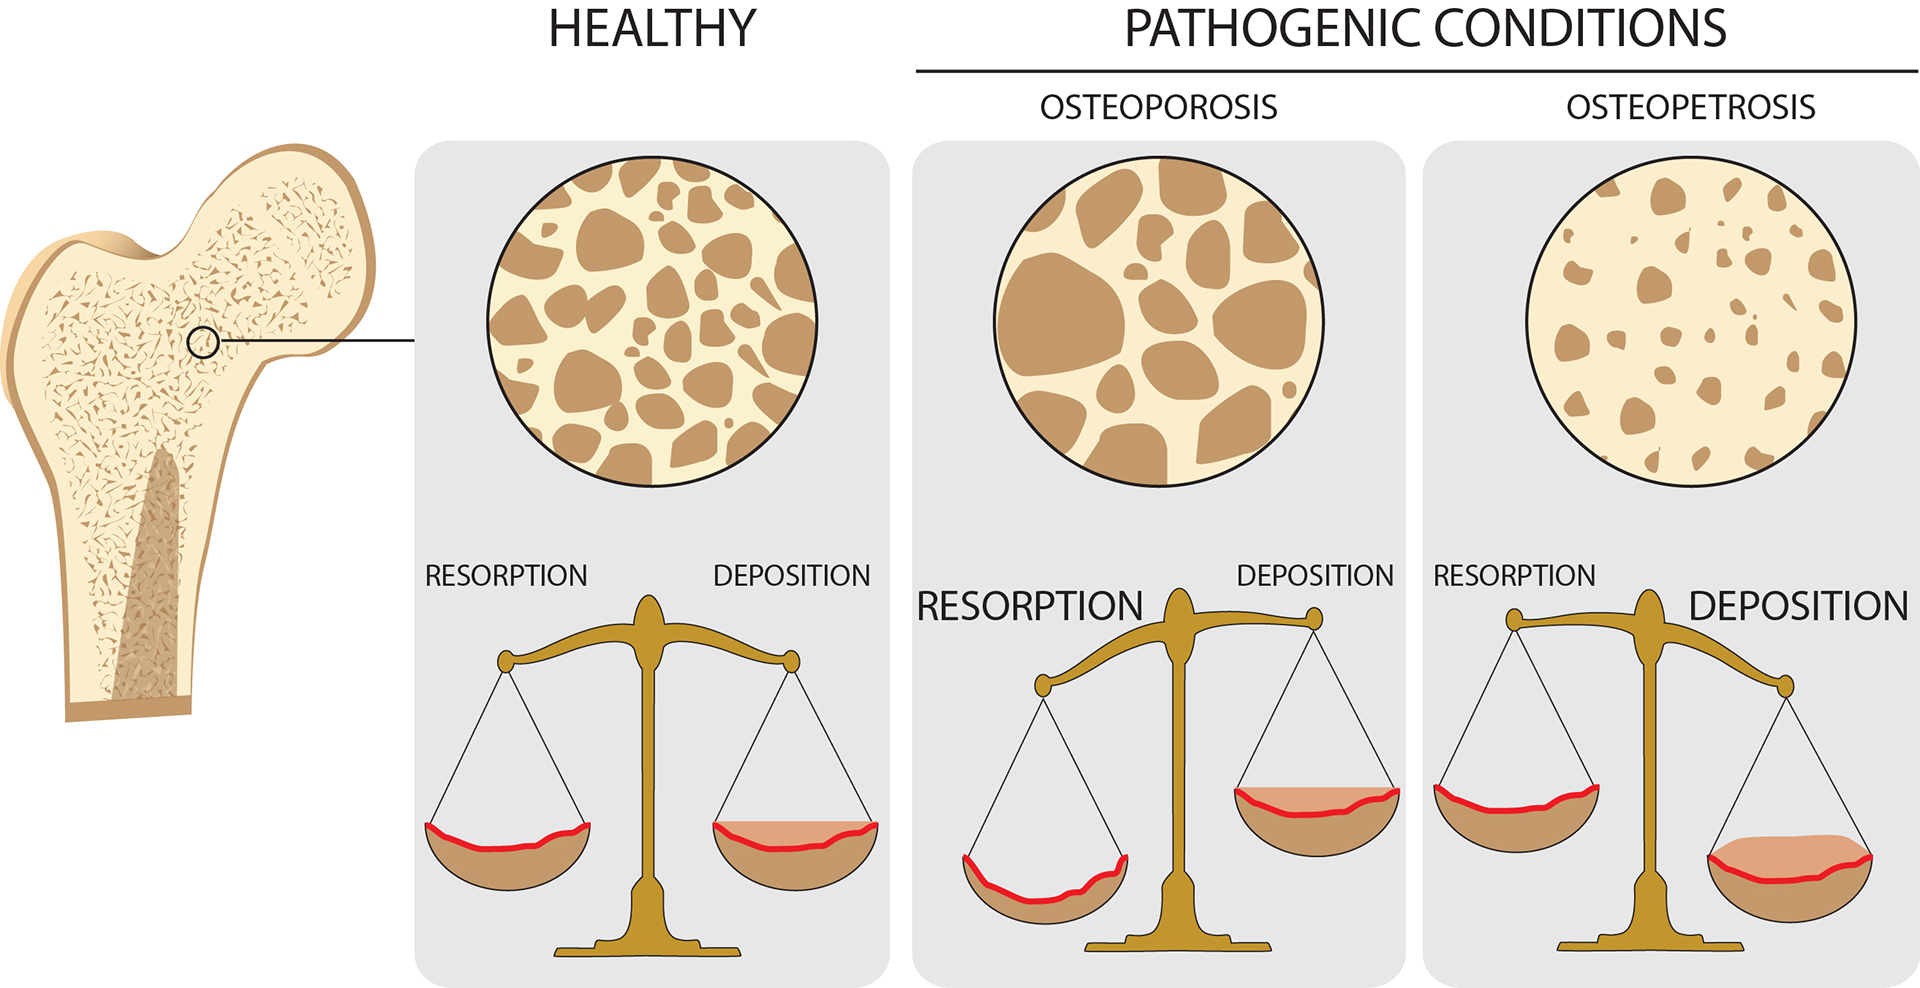 HEALTHY
PATHOGENIC CONDITIONS
OSTEOPOROSIS
OSTEOPETROSIS
RESORPTION
DEPOSITION
RESORPTION
DEPOSITION
RESORPTION
DEPOSITION